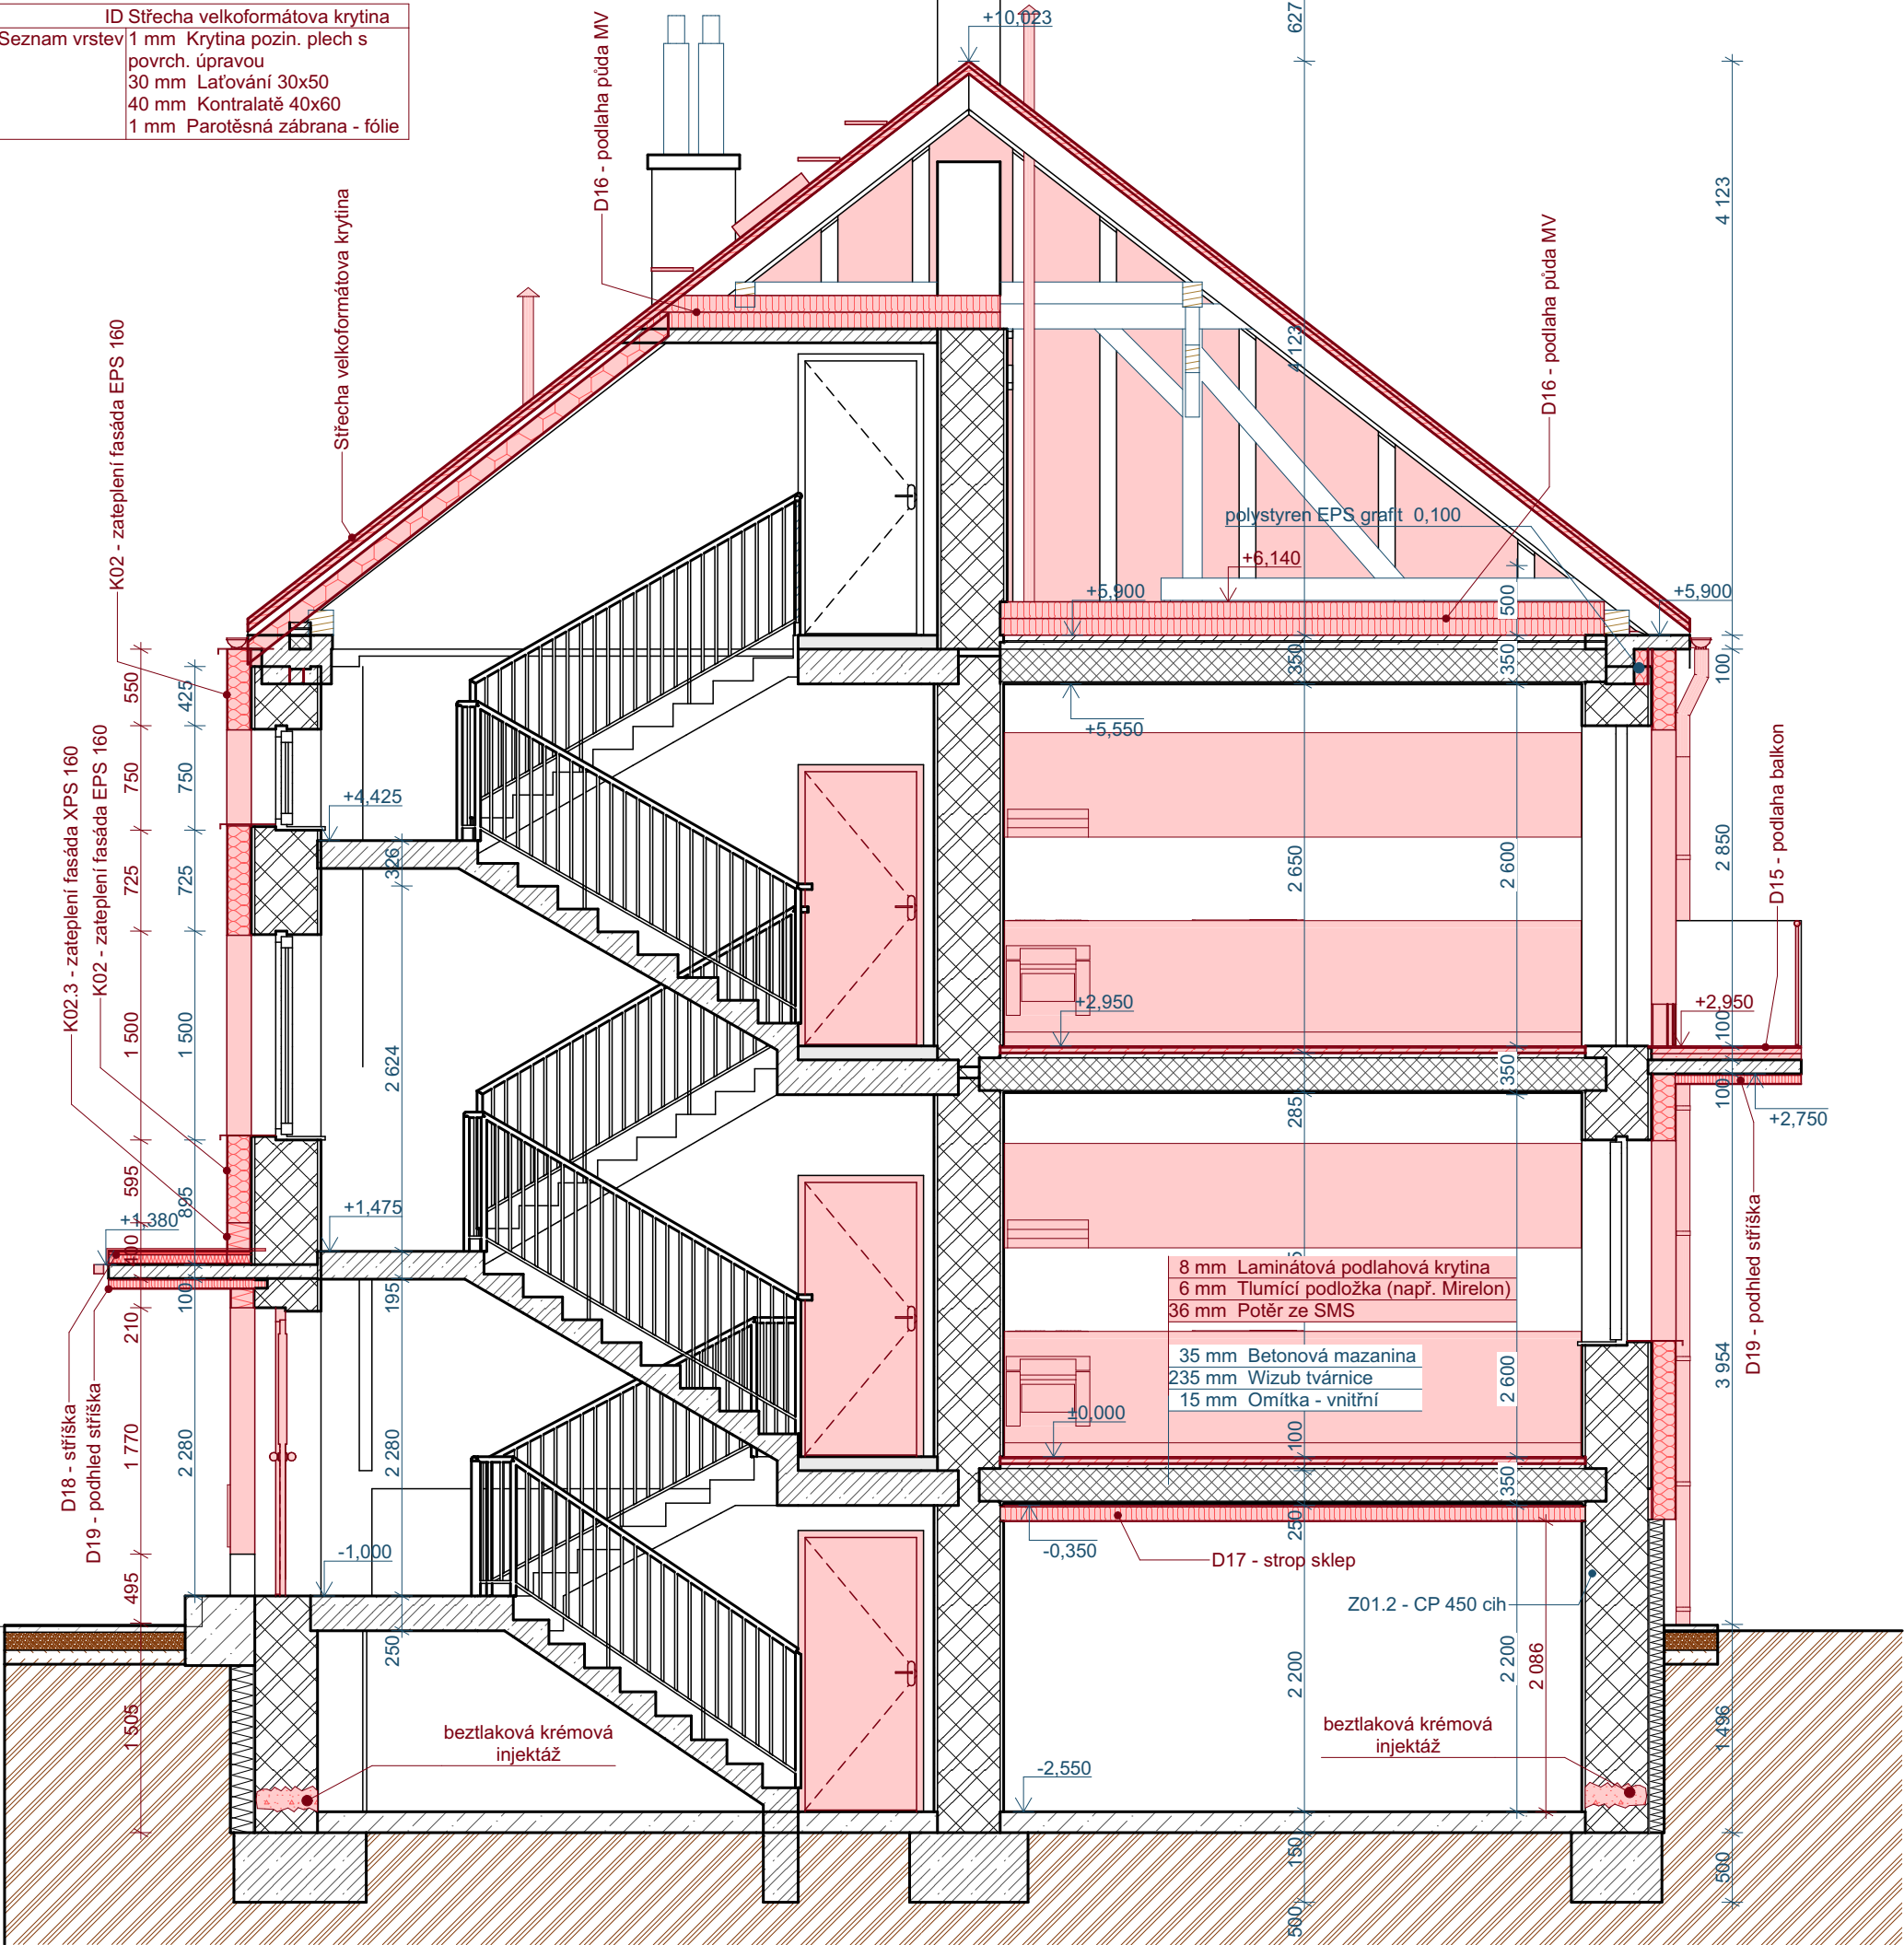 ID Střecha velkoformátova krytina
Seznam vrstev 1 mm Krytina pozin. plech s
povrch. úpravou
30 mm Laťování 30x50
40 mm Kontralatě 40x60
1 mm Parotěsná zábrana - fólie
+10,023
627
4 123
4 123
D16 - podlaha půda MV
Střecha velkoformátova krytina
K02 - zateplení fasáda EPS 160
D16 - podlaha půda MV
polystyren EPS grafit 0,100
+6,140
+5,900
+5,900
500
350
350
100
+5,550
550
425
750
750
+4,425
725
725
326
2 650
2 600
2 850
D15 - podlaha balkon
K02.3 - zateplení fasáda XPS 160
K02 - zateplení fasáda EPS 160
1 500
1 500
2 624
+2,950
+2,950
100
350
285
100
+2,750
595
895
+1,380
+1,475
400
100
195
210
D19 - podhled stříška
8 mm Laminátová podlahová krytina
6 mm Tlumící podložka (např. Mirelon)
36 mm Potěr ze SMS
35 mm Betonová mazanina
235 mm Wizub tvárnice
15 mm Omítka - vnitřní
2 600
3 954
±0,000
100
350
D18 - stříška
D19 - podhled stříška
1 770
2 280
2 280
-1,000
250
-0,350
D17 - strop sklep
Z01.2 - CP 450 cih
495
250
2 200
2 200
2 086
1 505
1 496
beztlaková krémová
injektáž
beztlaková krémová
injektáž
-2,550
150
500
500